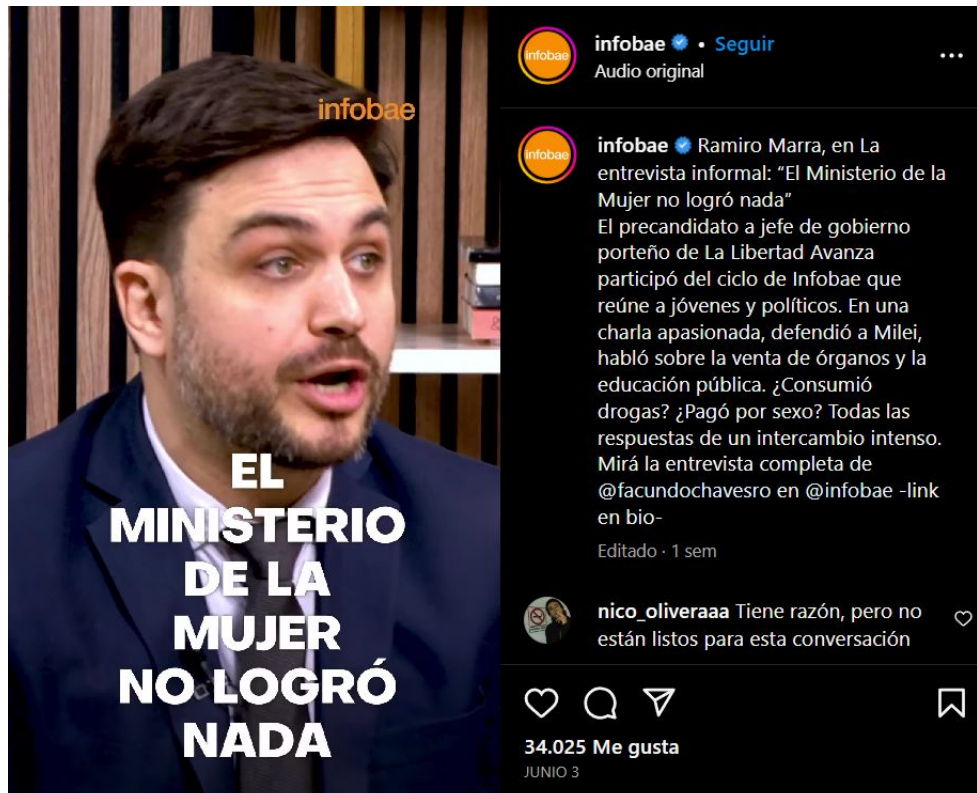 infobae
EL
MINISTERIO
DE LA
MUJER
NO LOGRÓ
NADA
infobae
infobae • Seguir
Audio original
infobae
infobae Ramiro Marra, en La
entrevista informal: “El Ministerio de la
Mujer no logró nada”
El precandidato a jefe de gobierno
porteño de La Libertad Avanza
participó del ciclo de Infobae que
reúne a jóvenes y políticos. En una
charla apasionada, defendió a Milei,
habló sobre la venta de órganos y la
educación pública. ¿Consumió
drogas? ¿Pagó por sexo? Todas las
respuestas de un intercambio intenso.
Mirá la entrevista completa de
@facundochavesro en @infobae -link
en bio-
Editado · 1 sem
nico_oliveraaa Tiene razón, pero no
están listos para esta conversación
34.025 Me gusta
JUNIO 3